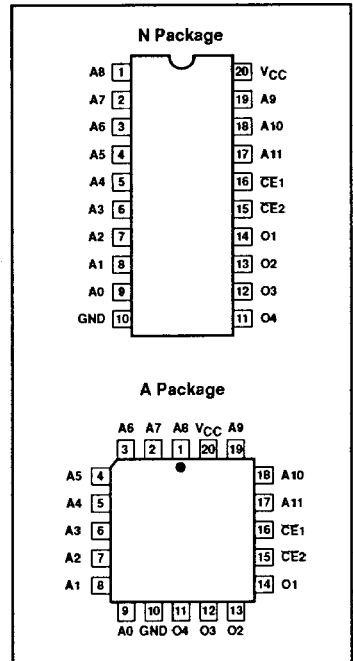 N Package
A8 1 20 VCC
A7 2 19 A9
A6 3 18 A10
A5 4 17 A11
A4 5 16 C̅E̅1
A3 6 15 C̅E̅2
A2 7 14 O1
A1 8 13 O2
A0 9 12 O3
GND 10 11 O4
A Package
A6 A7 A8 VCC A9
3 2 1 20 19
A5 4 18 A10
A4 5 17 A11
A3 6 16 C̅E̅1
A2 7 15 C̅E̅2
A1 8 14 O1
9 10 11 12 13
A0 GND O4 O3 O2